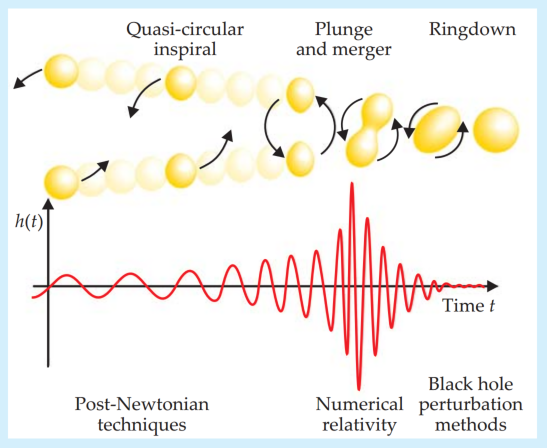 Quasi-circular
inspiral
Plunge
and merger
Ringdown
h(t)
Time t
Post-Newtonian
techniques
Numerical
relativity
Black hole
perturbation
methods